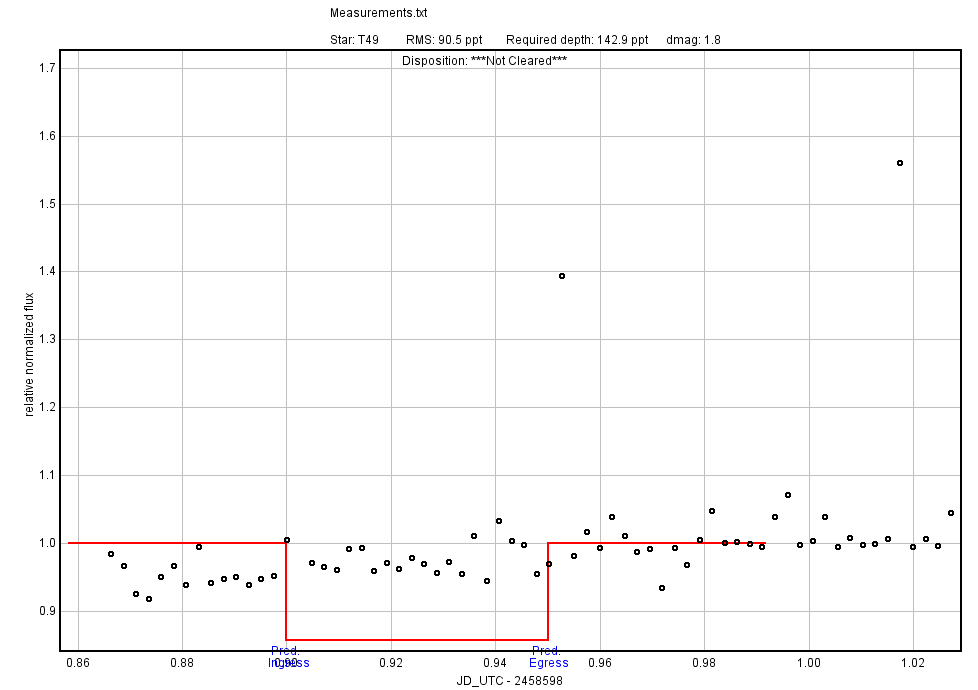 Measurements.txt
Star: T49 RMS: 90.5 ppt Required depth: 142.9 ppt dmag: 1.8
Disposition: ***Not Cleared***
1.7
1.6
1.5
1.4
1.3
1.2
1.1
1.0
0.9
relative normalized flux
Pred. Pred.
0.86 0.88 0.90 Ingress 0.92 0.94 Egress 0.96 0.98 1.00 1.02
JD_UTC - 2458598